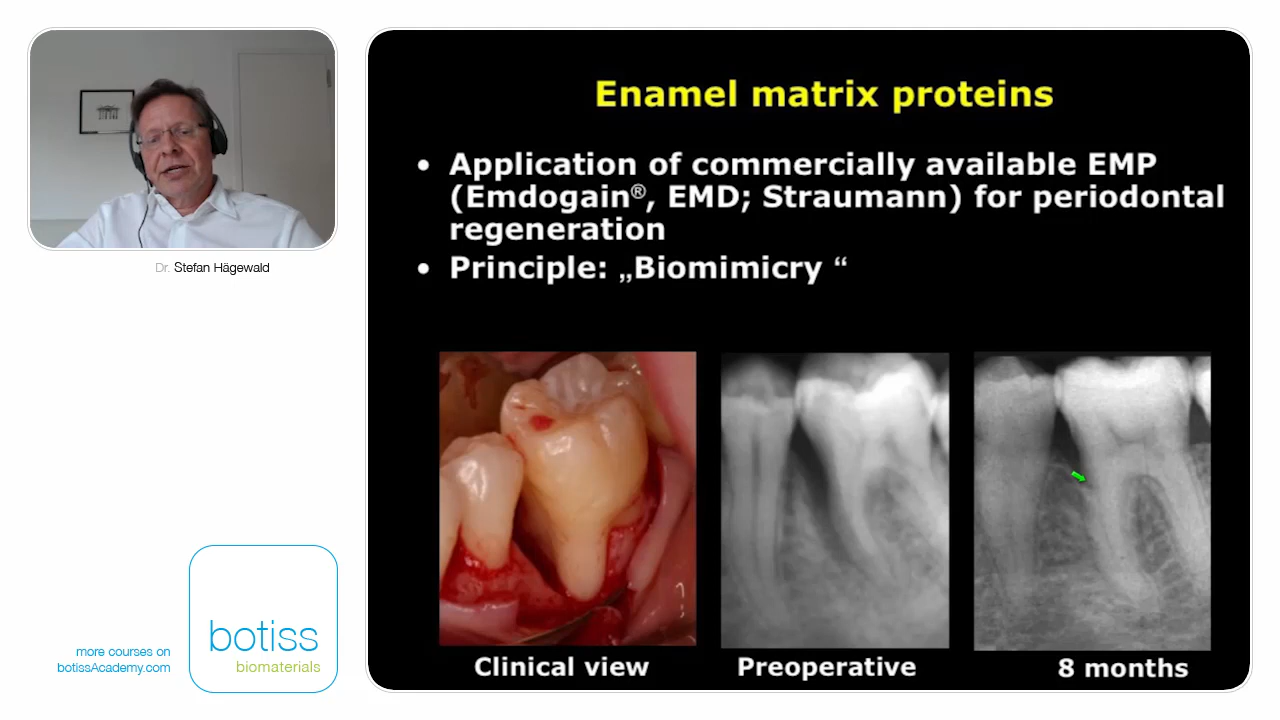 Enamel matrix proteins
• Application of commercially available EMP
(Emdogain®, EMD; Straumann) for periodontal
regeneration
• Principle: „Biomimicry “
Clinical view
Preoperative
8 months
Dr. Stefan Hägewald
more courses on
botissAcademy.com
botiss
biomaterials